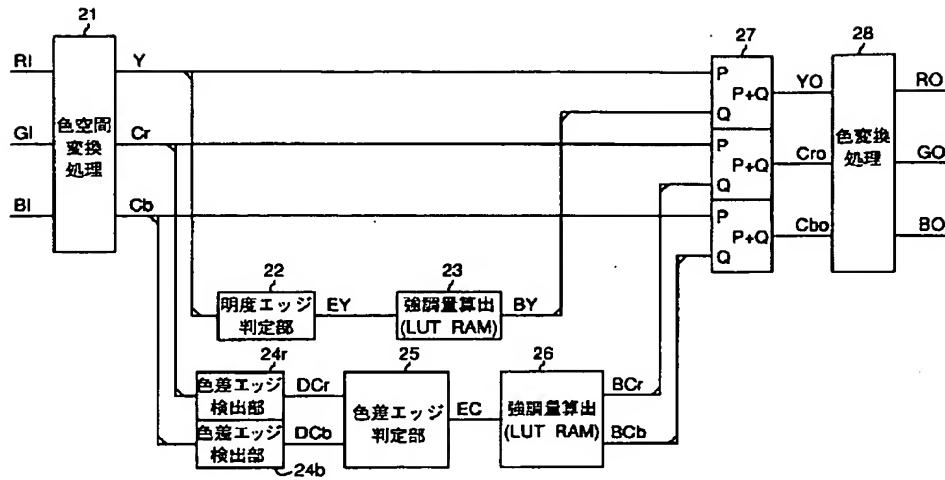 21
RI
GI
BI
色空間
変換
処理
Y
Cr
Cb
27
P
P+Q
Q
P
P+Q
Q
P
P+Q
Q
YO
Cro
Cbo
28
色変換
処理
RO
GO
BO
22
明度エッジ
判定部
EY
23
強調量算出
(LUT RAM)
BY
24r
色差エッジ
検出部
色差エッジ
検出部
24b
DCr
DCb
25
色差エッジ
判定部
EC
26
強調量算出
(LUT RAM)
BCr
BCb